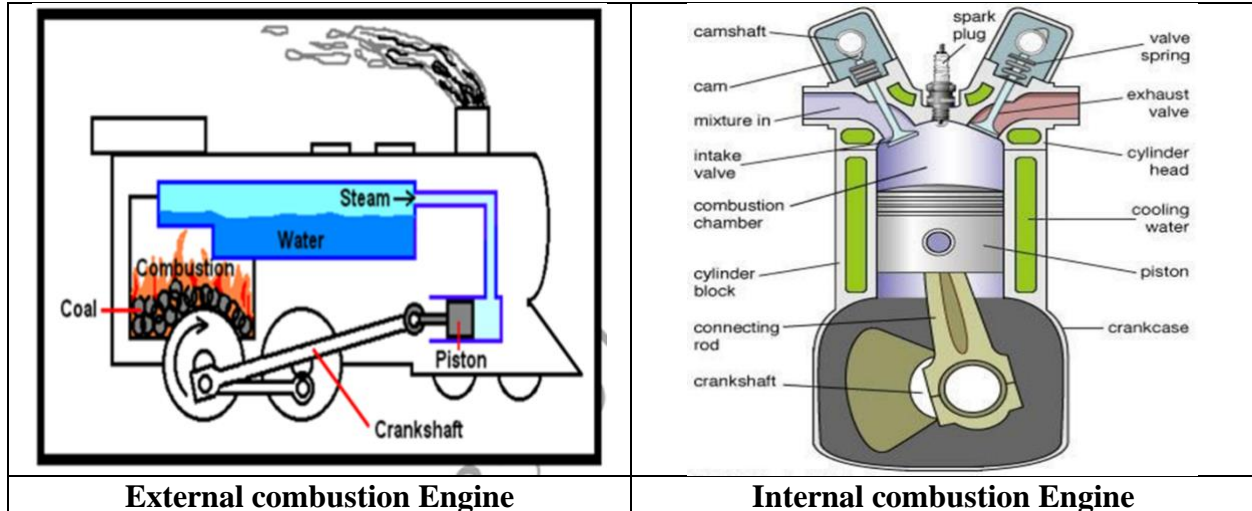 Steam
Water
Combustion
Coal
Piston
Crankshaft
External combustion Engine
camshaft
cam
mixture in
intake
valve
combustion
chamber
cylinder
block
connecting
rod
crankshaft
spark
plug
valve
spring
exhaust
valve
cylinder
head
cooling
water
piston
crankcase
Internal combustion Engine